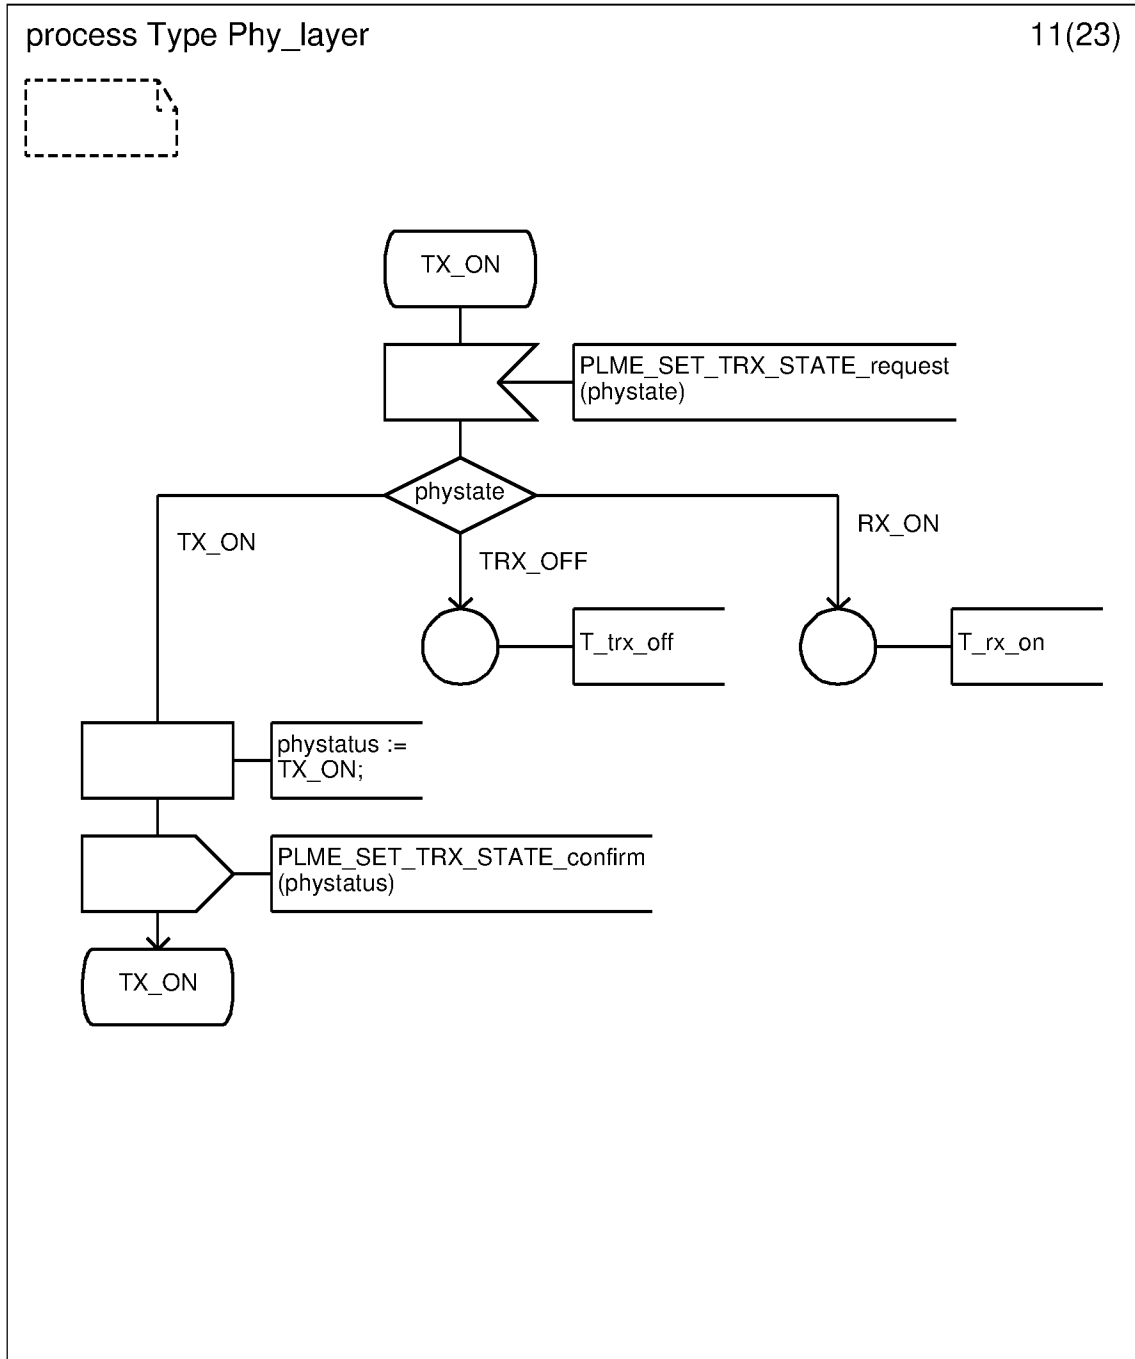 process Type Phy_layer
11(23)
TX_ON
PLME_SET_TRX_STATE_request
(phystate)
phystate
TX_ON
TRX_OFF
RX_ON
T_trx_off
T_rx_on
phystatus :=
TX_ON;
PLME_SET_TRX_STATE_confirm
(phystatus)
TX_ON